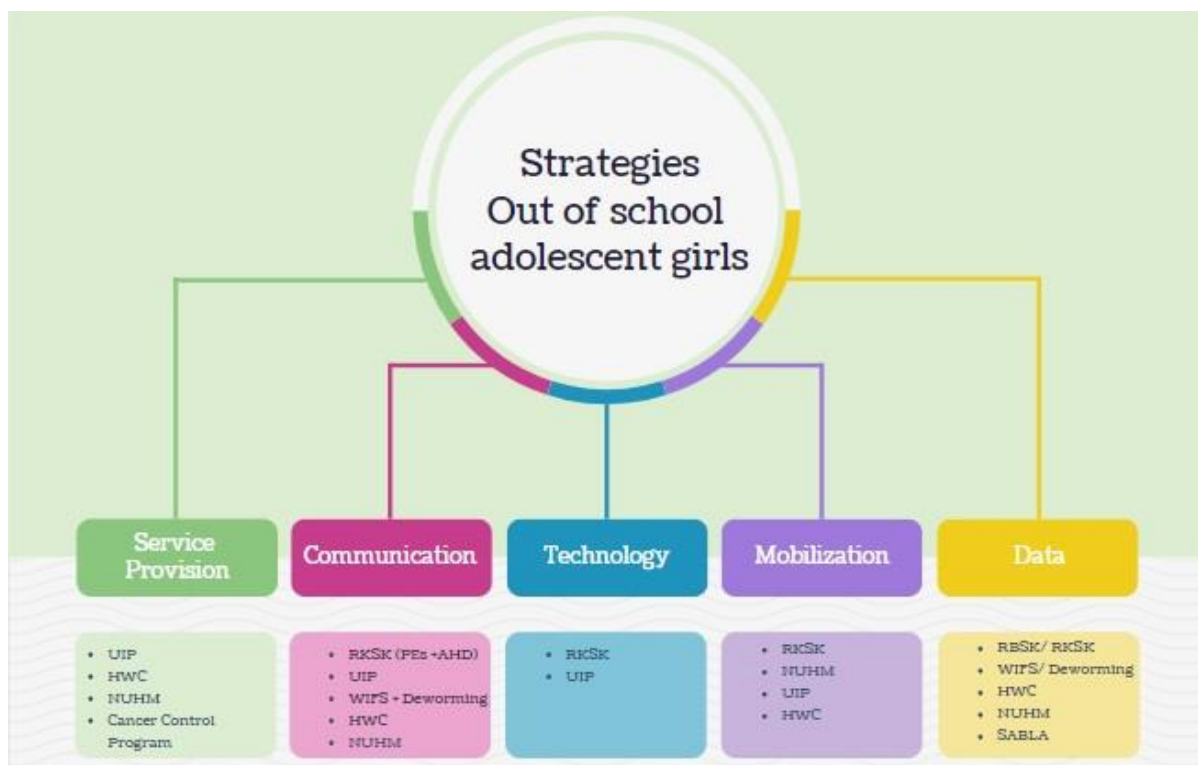 Strategies
Out of school
adolescent girls
Service
Provision
Communication
Technology
Mobilization
Data
• UIP
• HWC
• NUHM
• Cancer Control
Program
• RKSK (PEs +AHD)
• UIP
• WIFS + Deworming
• HWC
• NUHM
• RKSK
• UIP
• RKSK
• NUHM
• UIP
• HWC
• RBSK/ RKSK
• WIFS/ Deworming
• HWC
• NUHM
• SABLA